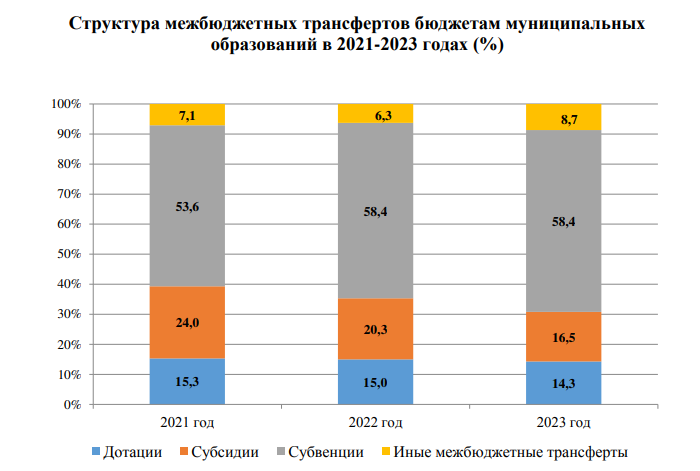 Структура межбюджетных трансфертов бюджетам муниципальных
образований в 2021-2023 годах (%)
100%
90%
80%
70%
60%
50%
40%
30%
20%
10%
0%
7,1
6,3
8,7
53,6
58,4
58,4
24,0
20,3
16,5
15,3
15,0
14,3
2021 год
2022 год
2023 год
Дотации
Субсидии
Субвенции
Иные межбюджетные трансферты